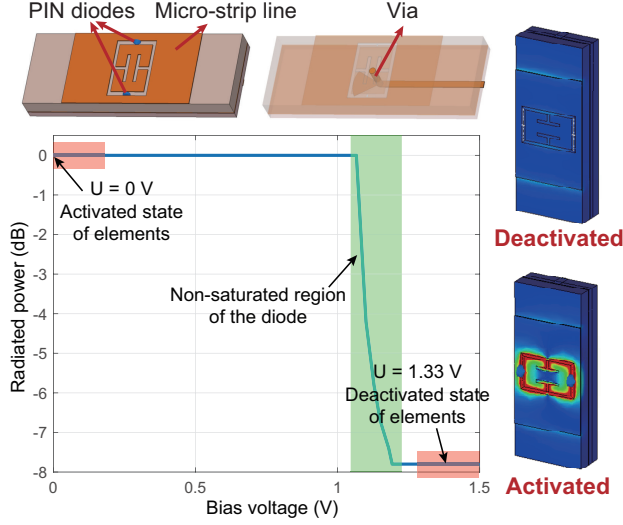 PIN diodes
Micro-strip line
Via
0
-1
-2
-3
-4
-5
-6
-7
-8
Radiated power (dB)
U = 0 V
Activated state
of elements
Non-saturated region
of the diode
U = 1.33 V
Deactivated state
of elements
0
0.5
1
1.5
Bias voltage (V)
Deactivated
Activated